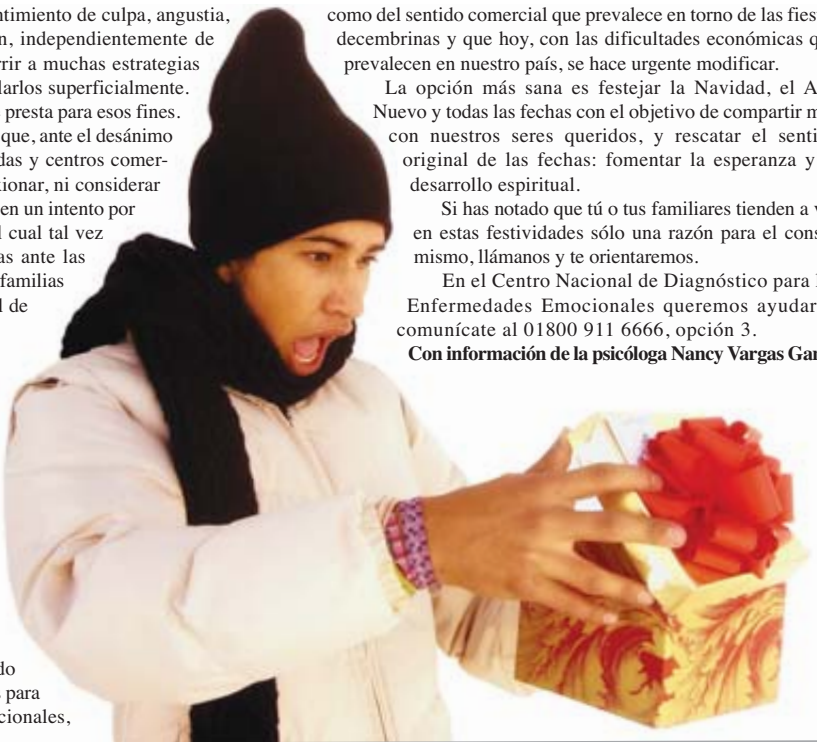 ntimiento de culpa, angustia,
n, independientemente de
rrir a muchas estrategias
larlos superficialmente.
presta para esos fines.
que, ante el desánimo
das y centros comer-
xionar, ni considerar
en un intento por
l cual tal vez
as ante las
familias
l de
do
para
cionales,
como del sentido comercial que prevalece en torno de las fiest
decembrinas y que hoy, con las dificultades económicas q
prevalecen en nuestro país, se hace urgente modificar.
La opción más sana es festejar la Navidad, el A
Nuevo y todas las fechas con el objetivo de compartir m
con nuestros seres queridos, y rescatar el senti
original de las fechas: fomentar la esperanza y
desarrollo espiritual.
Si has notado que tú o tus familiares tienden a v
en estas festividades sólo una razón para el cons
mismo, llámanos y te orientaremos.
En el Centro Nacional de Diagnóstico para l
Enfermedades Emocionales queremos ayudar
comunícate al 01800 911 6666, opción 3.
Con información de la psicóloga Nancy Vargas Gar